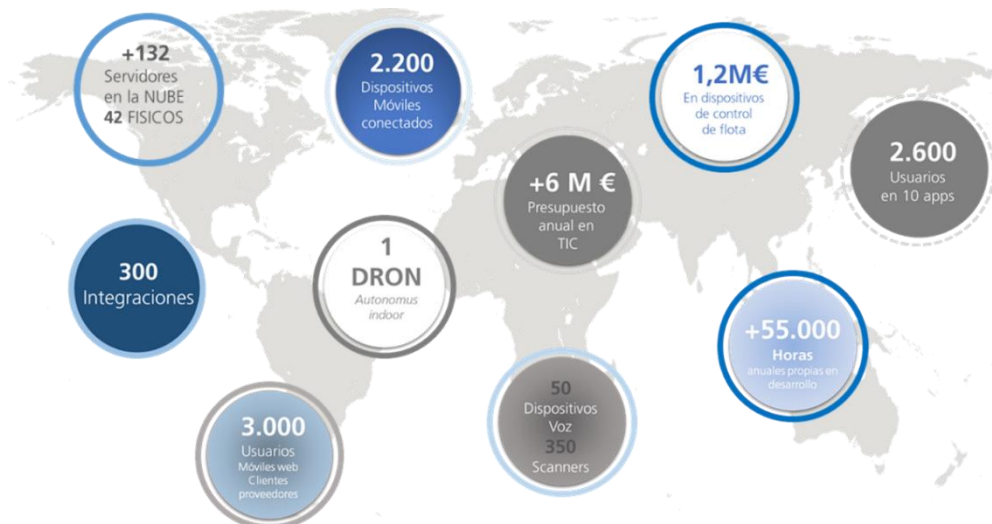 +132
Servidores
en la NUBE
42 FISICOS
2.200
Dispositivos
Móviles
conectados
1,2M€
En dispositivos
de control
de flota
+6 M €
Presupuesto
anual en
TIC
2.600
Usuarios
en 10 apps
300
Integraciones
1
DRON
Autonomus
indoor
+55.000
Horas
anuales propias en
desarrollo
3.000
Usuarios
Móviles web
Clientes
proveedores
50
Dispositivos
Voz
350
Scanners